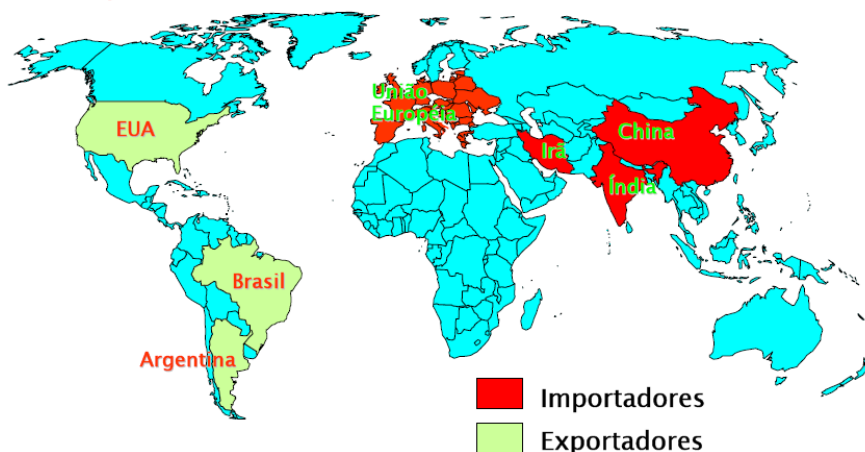 União
Européia
EUA
China
Irã
Índia
Brasil
Argentina
Importadores
Exportadores